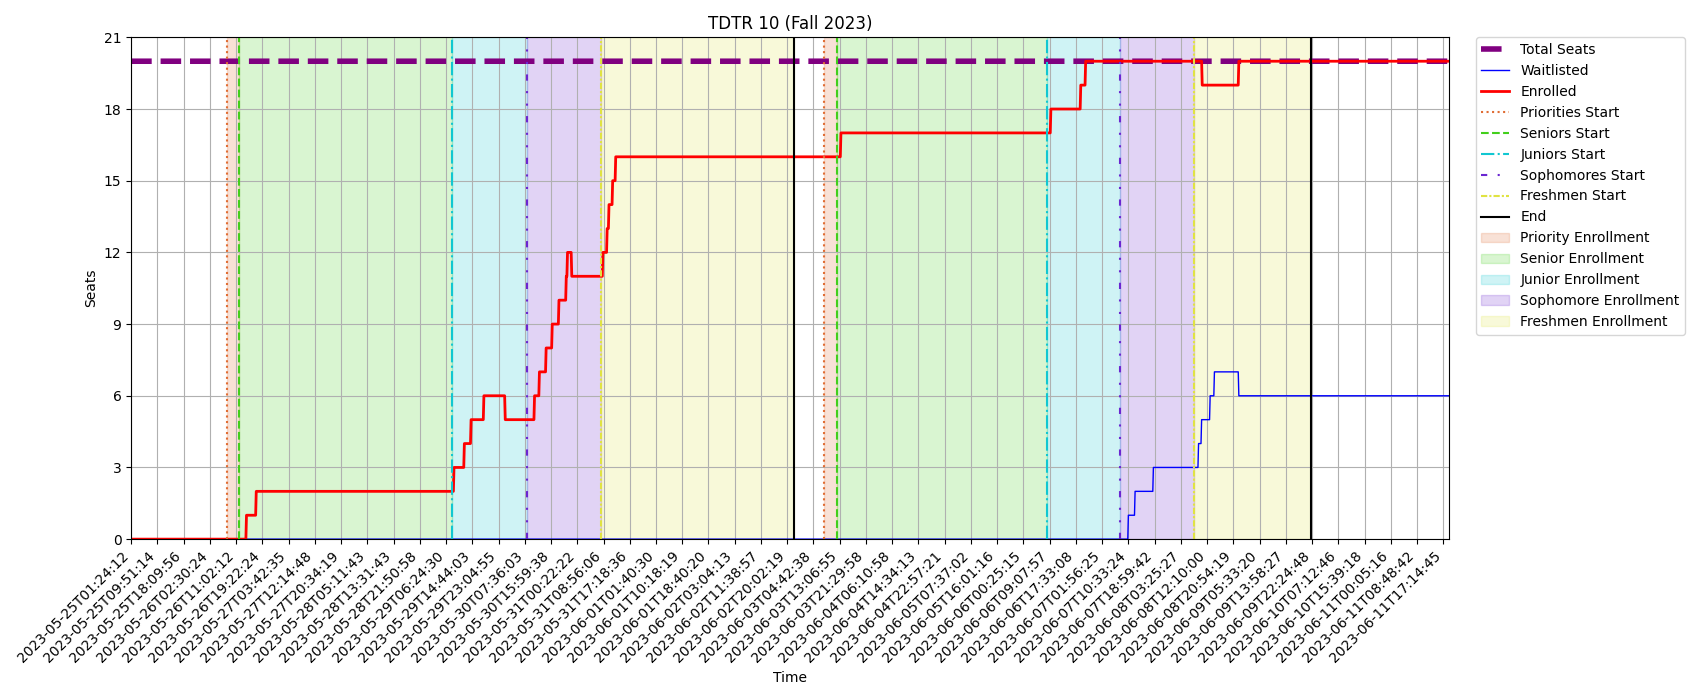 TDTR 10 (Fall 2023)
21
18
15
12
9
6
3
0
Seats
2023-05-25T01:24:12
2023-05-25T09:51:14
2023-05-25T18:09:56
2023-05-26T02:30:24
2023-05-26T11:02:12
2023-05-26T19:22:24
2023-05-27T03:42:35
2023-05-27T12:14:48
2023-05-27T20:34:19
2023-05-28T05:11:43
2023-05-28T13:31:43
2023-05-28T21:50:58
2023-05-29T06:24:30
2023-05-29T14:44:03
2023-05-29T23:04:55
2023-05-30T07:36:03
2023-05-30T15:59:38
2023-05-31T00:22:22
2023-05-31T08:56:06
2023-05-31T17:18:36
2023-06-01T01:40:30
2023-06-01T10:18:19
2023-06-01T18:40:20
2023-06-02T03:04:13
2023-06-02T11:38:57
2023-06-02T20:02:19
2023-06-03T04:42:38
2023-06-03T13:06:55
2023-06-03T21:29:58
2023-06-04T06:10:58
2023-06-04T14:34:13
2023-06-04T22:57:21
2023-06-05T07:37:02
2023-06-05T16:01:16
2023-06-06T00:25:15
2023-06-06T09:07:57
2023-06-06T17:33:08
2023-06-07T01:56:25
2023-06-07T10:33:24
2023-06-07T18:59:42
2023-06-08T03:25:27
2023-06-08T12:10:00
2023-06-08T20:54:19
2023-06-09T05:33:20
2023-06-09T13:58:27
2023-06-09T22:24:48
2023-06-10T07:12:46
2023-06-10T15:39:18
2023-06-11T00:05:16
2023-06-11T08:48:42
2023-06-11T17:14:45
Time
Total Seats
Waitlisted
Enrolled
Priorities Start
Seniors Start
Juniors Start
Sophomores Start
Freshmen Start
End
Priority Enrollment
Senior Enrollment
Junior Enrollment
Sophomore Enrollment
Freshmen Enrollment